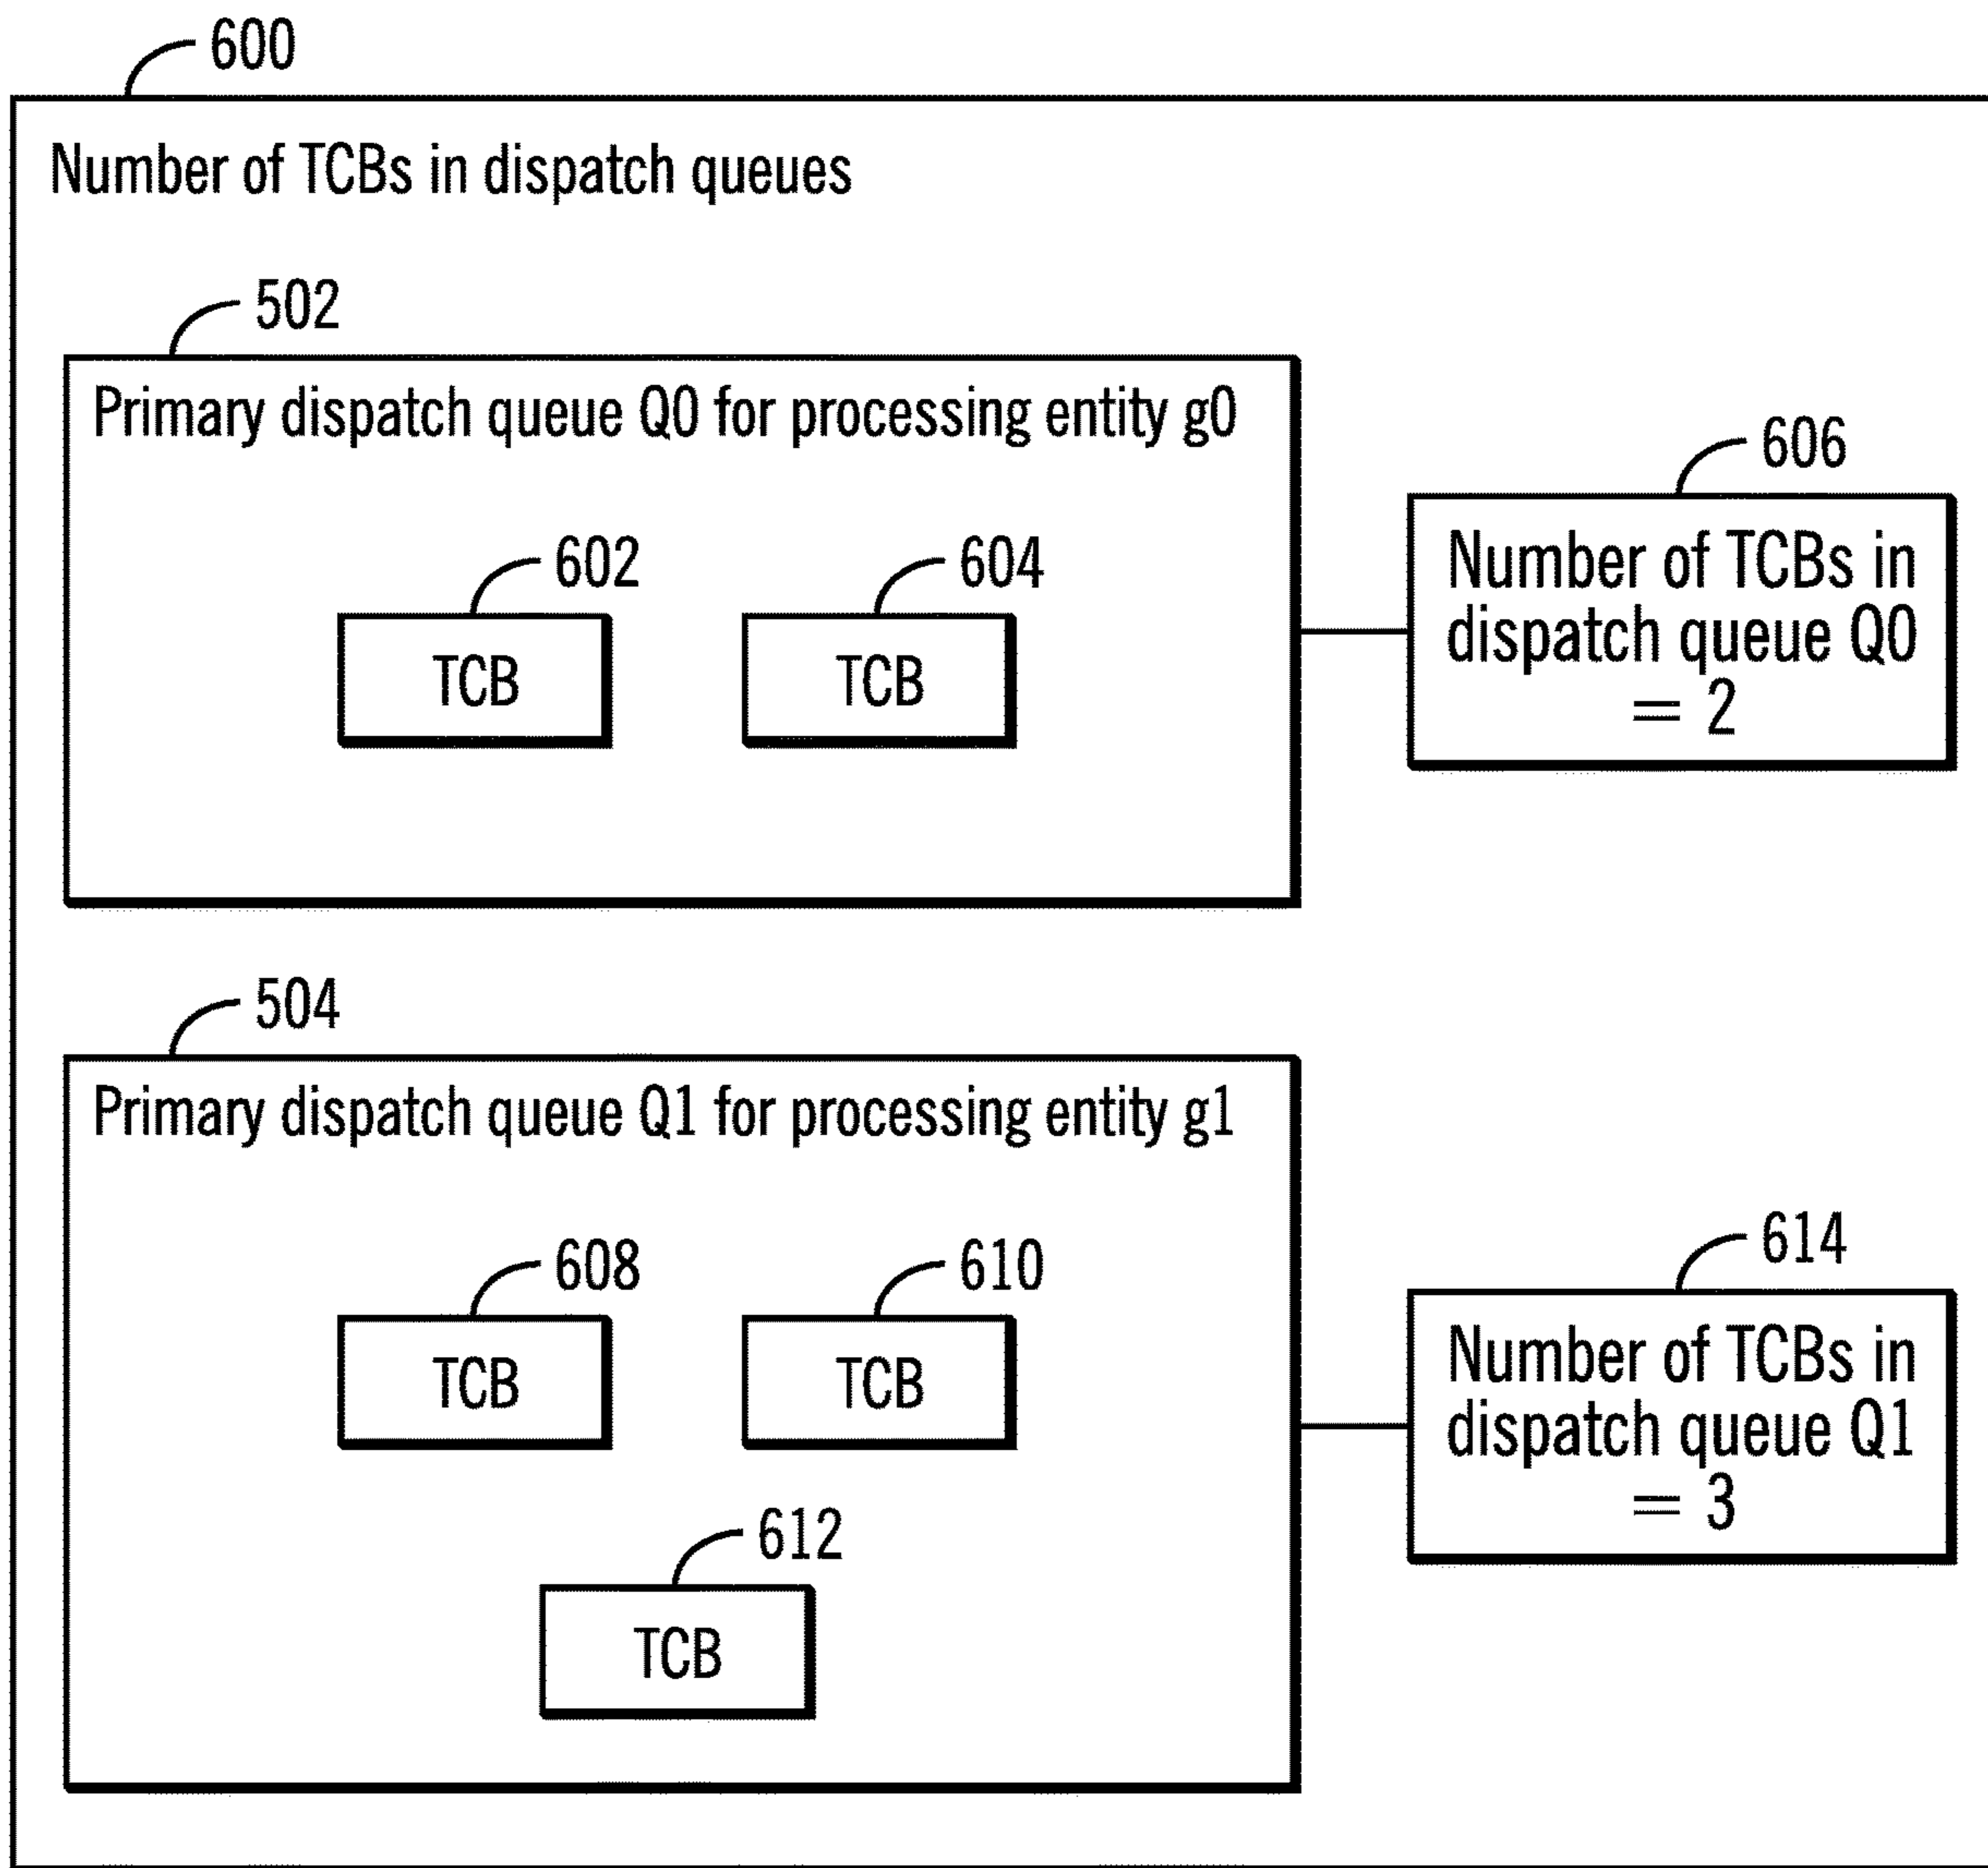 600
Number of TCBs in dispatch queues
502
Primary dispatch queue Q0 for processing entity g0
602
604
TCB
TCB
606
Number of TCBs in
dispatch queue Q0
= 2
504
Primary dispatch queue Q1 for processing entity g1
608
610
TCB
TCB
612
TCB
614
Number of TCBs in
dispatch queue Q1
= 3